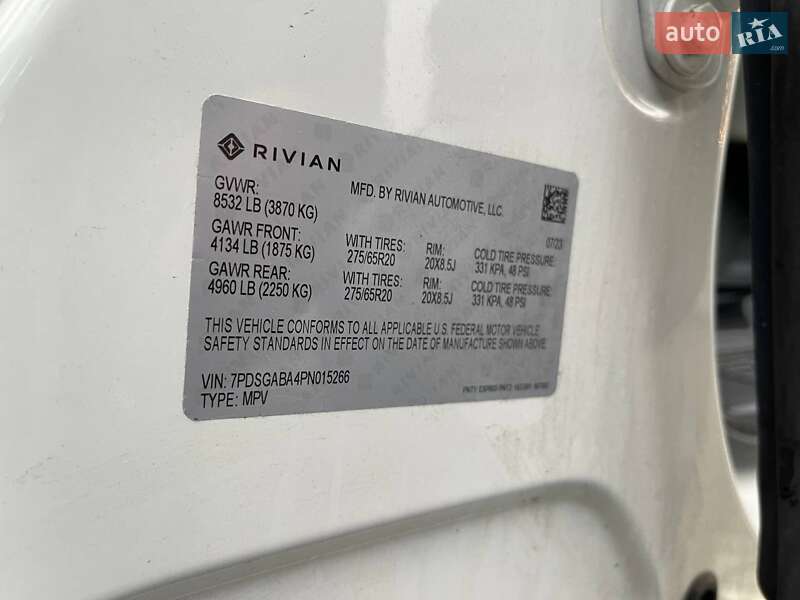 auto RIA.com
RIVIAN
MFD. BY RIVIAN AUTOMOTIVE, LLC.
07/23
GVWR:
8532 LB (3870 KG)
GAWR FRONT: WITH TIRES: RIM: COLD TIRE PRESSURE:
4134 LB (1875 KG) 275/65R20 20X8.5J 331 KPA, 48 PSI
GAWR REAR: WITH TIRES: RIM: COLD TIRE PRESSURE:
4960 LB (2250 KG) 275/65R20 20X8.5J 331 KPA, 48 PSI
THIS VEHICLE CONFORMS TO ALL APPLICABLE U.S. FEDERAL MOTOR VEHICLE
SAFETY STANDARDS IN EFFECT ON THE DATE OF MANUFACTURE SHOWN ABOVE.
VIN: 7PDSGABA4PN015266
TYPE: MPV